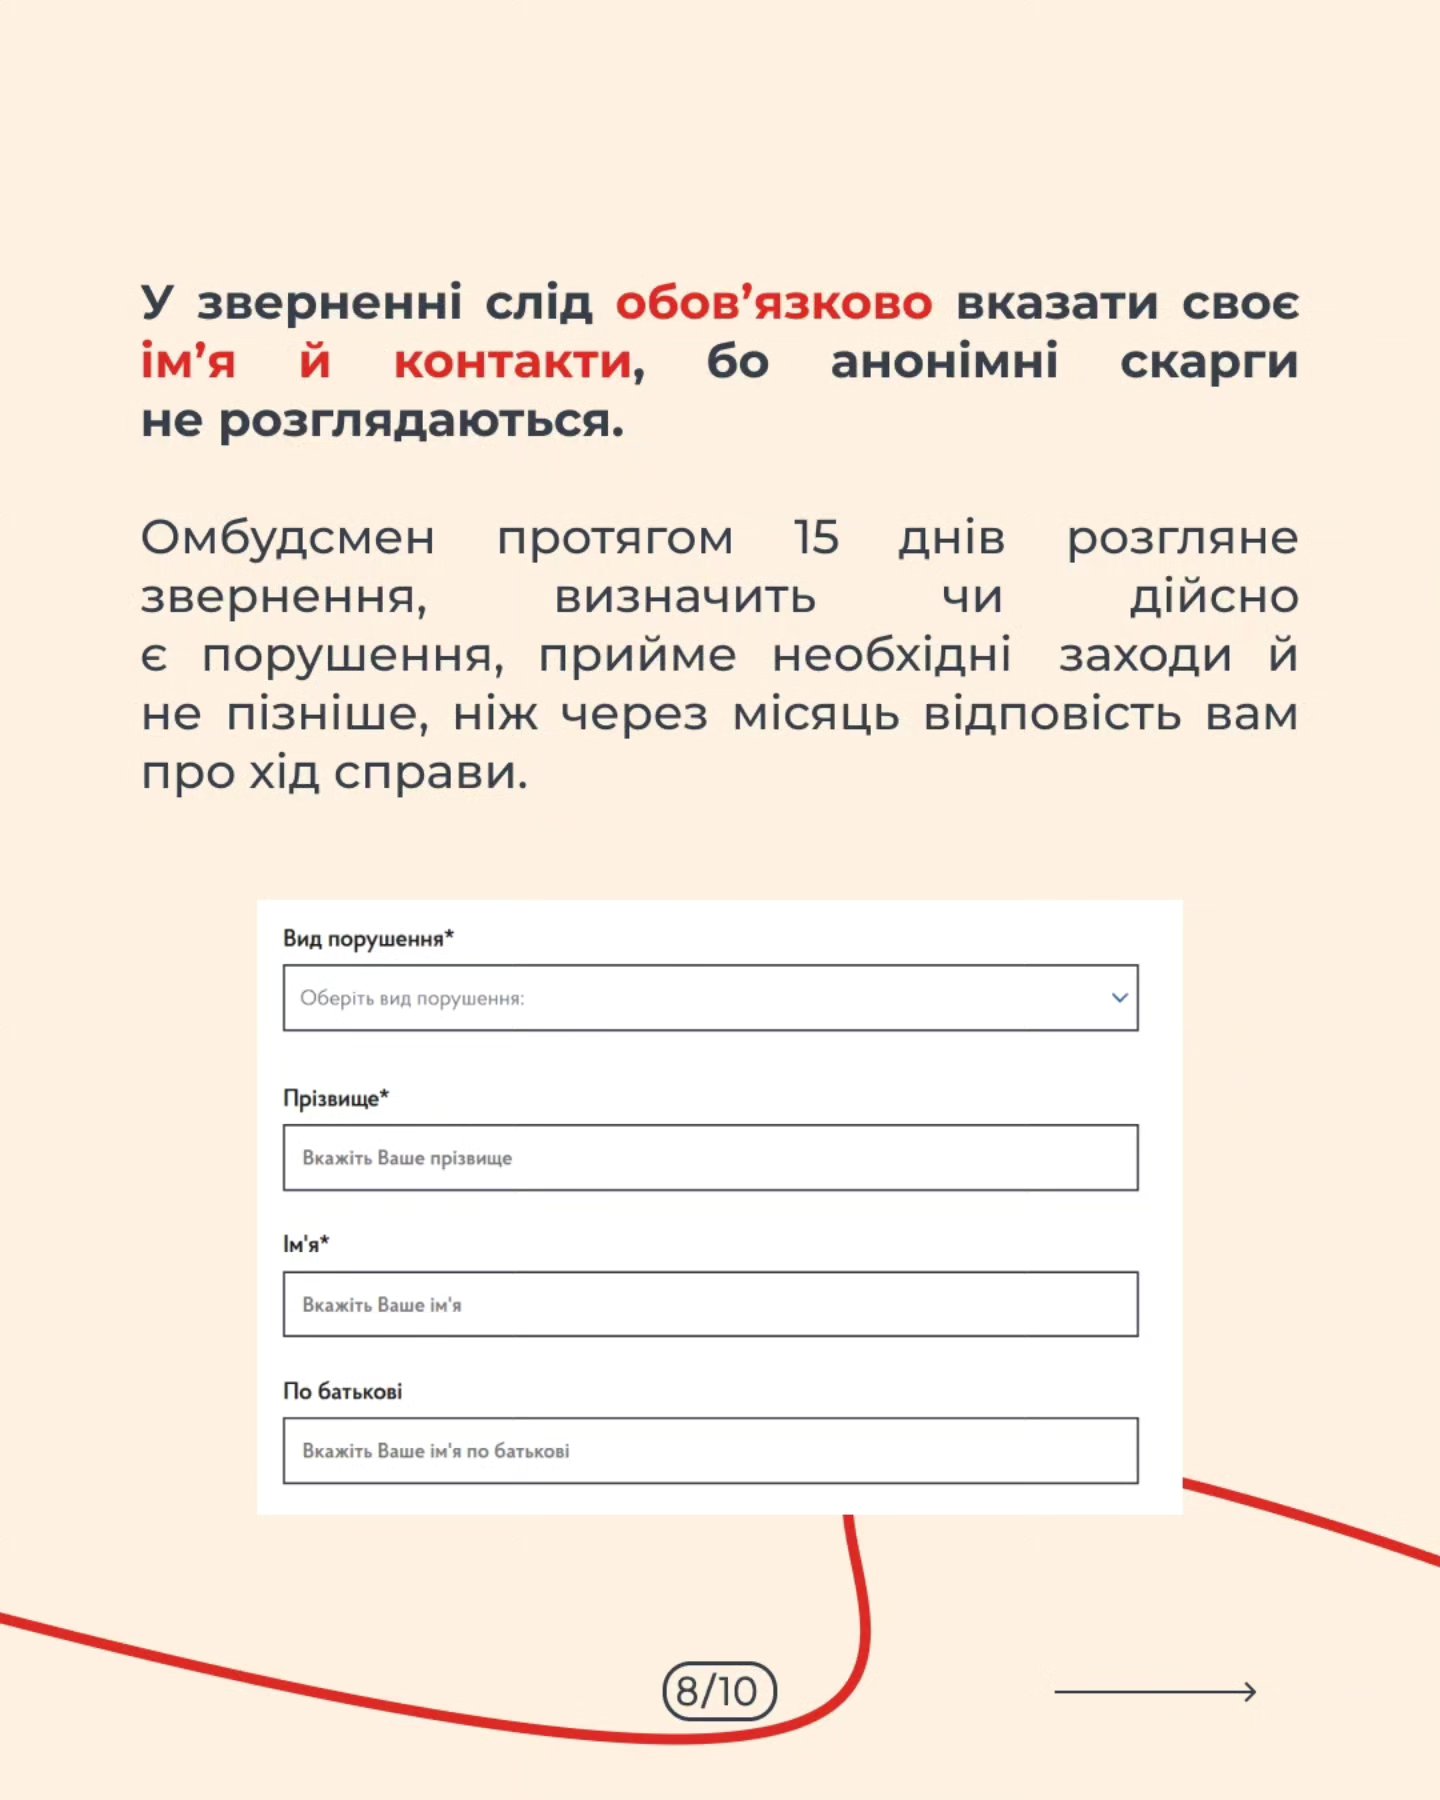 У зверненні слід обов’язково вказати своє
ім’я й контакти, бо анонімні скарги
не розглядаються.
Омбудсмен протягом 15 днів розгляне
звернення, визначить чи дійсно
є порушення, прийме необхідні заходи й
не пізніше, ніж через місяць відповість вам
про хід справи.
Вид порушення*
Оберіть вид порушення:
Прізвище*
Вкажіть Ваше прізвище
Ім'я*
Вкажіть Ваше ім'я
По батькові
Вкажіть Ваше ім'я по батькові
8/10